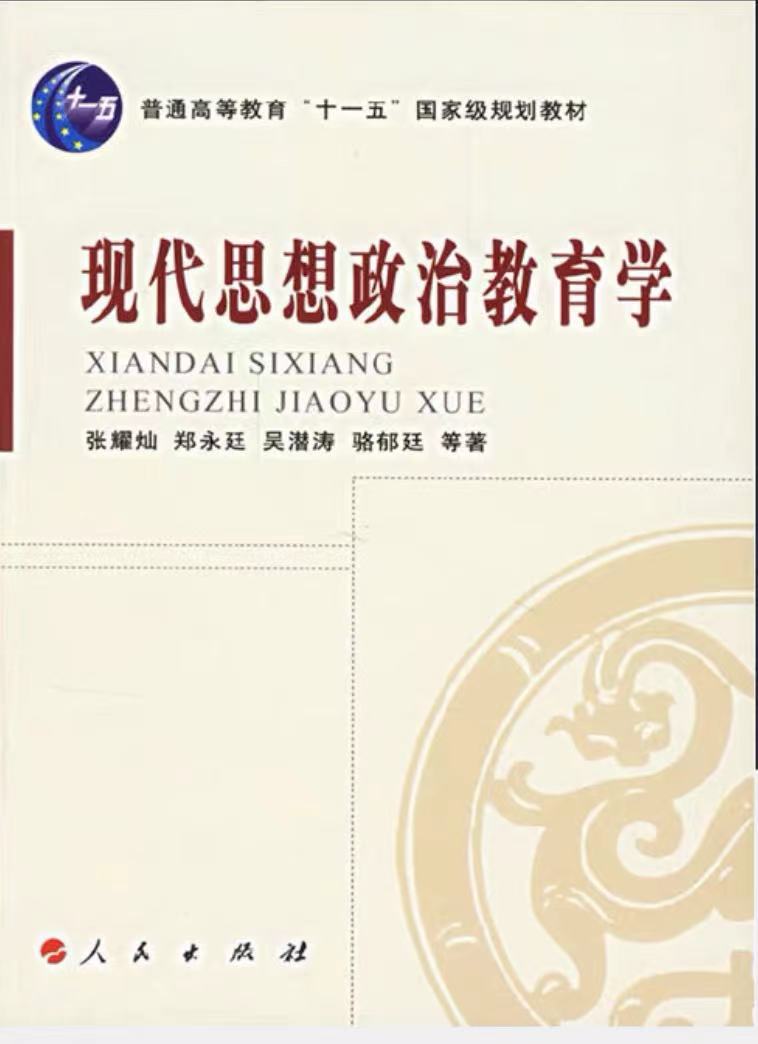 十一五
普通高等教育“十一五”国家级规划教材
现代思想政治教育学
XIANDAI SIXIANG
ZHENGZHI JIAOYU XUE
张耀灿 郑永廷 吴潜涛 骆郁廷 等著
人民出版社